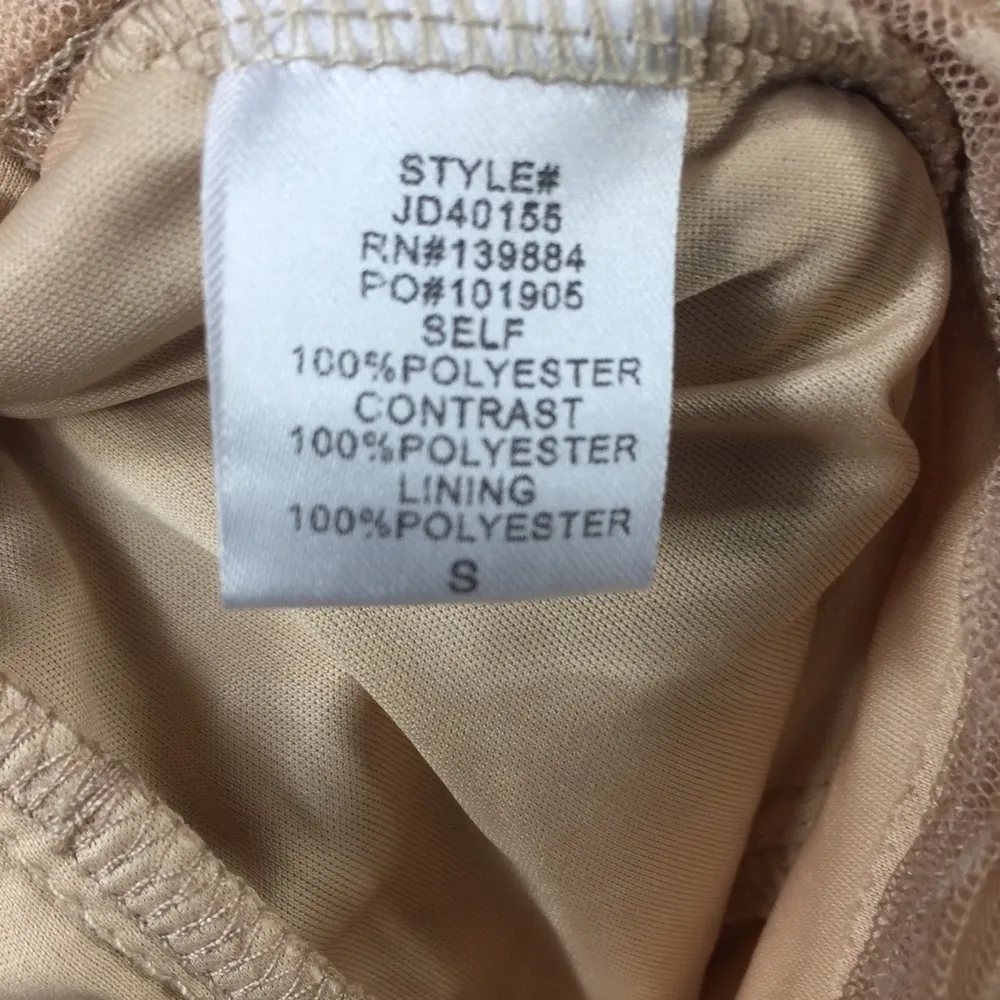 STYLE#
JD40155
RN#139884
PO#101905
SELF
100%POLYESTER
CONTRAST
100%POLYESTER
LINING
100%POLYESTER
S